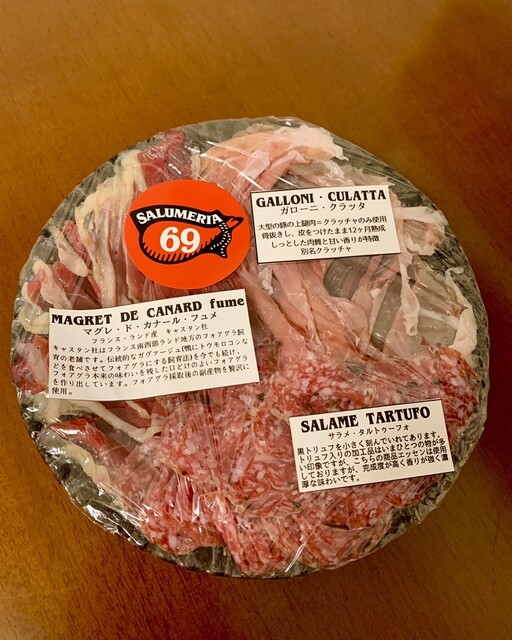 SALUMERIA
69
GALLONI・CULATTA
ガローニ・クラッタ
大型の豚の上腿肉=クラッチャのみ使用
骨抜きし、皮をつけたまま12ヶ月熟成
しっとした肉質と甘い香りが特徴
別名クラッチャ
MAGRET DE CANARD fume
マグレ・ド・カナール・フュメ
フランス・ランド産 キャスタン社
キャスタン社はフランス南西部ランド地方のフォアグラ飼
育の老舗です。伝統的なガヴァージュ(鴨にトウモロコシな
どを食べさせてフォアグラにする飼育法)を今でも続け、
フォアグラ本来の味わいを残した口どけのよいフォアグラ
を作り出しています。フォアグラ採取後の副産物を贅沢に
使用。
SALAME TARTUFO
サラメ・タルトゥーフォ
黒トリュフを小さく刻んでいれてあります。
トリュフ入りの加工品はいまひとつの物が多
い印象ですが、こちらの商品エッセンは使用
しておりますが、完成度が高く香りが強く濃
厚な味わいです。